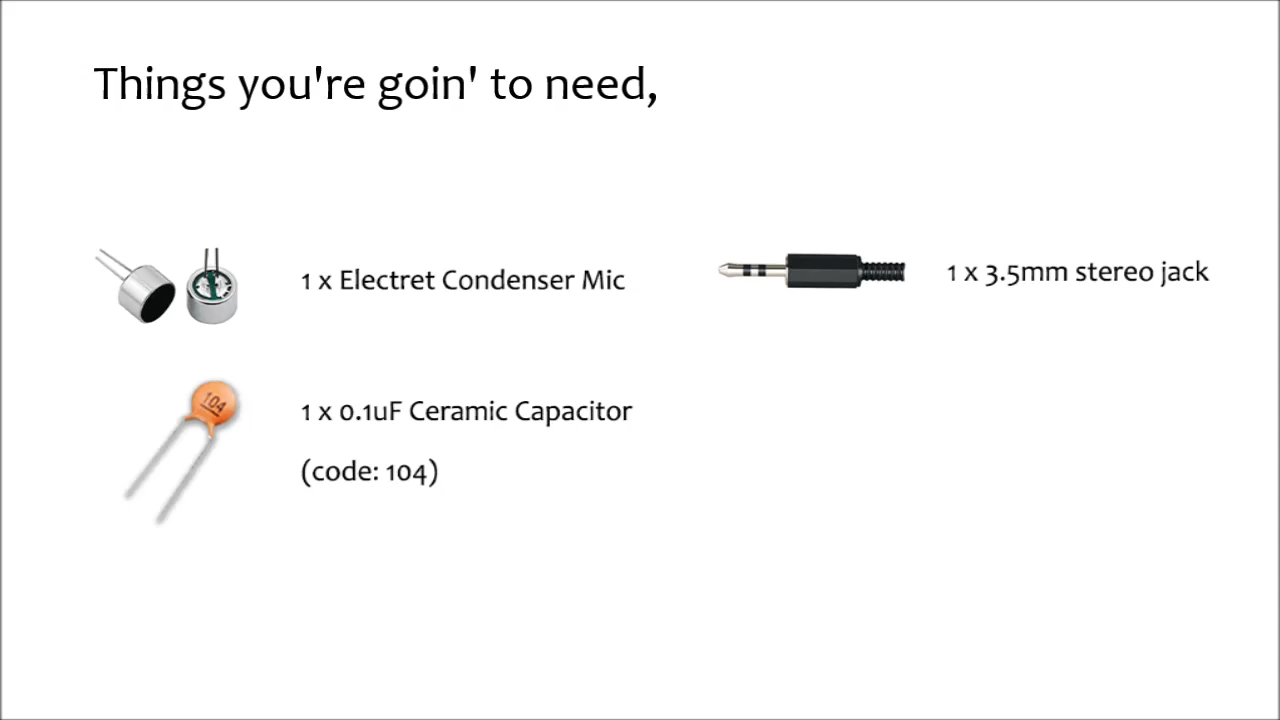 Things you're goin' to need,
1 x Electret Condenser Mic
1 x 3.5mm stereo jack
104
1 x 0.1uF Ceramic Capacitor
(code: 104)